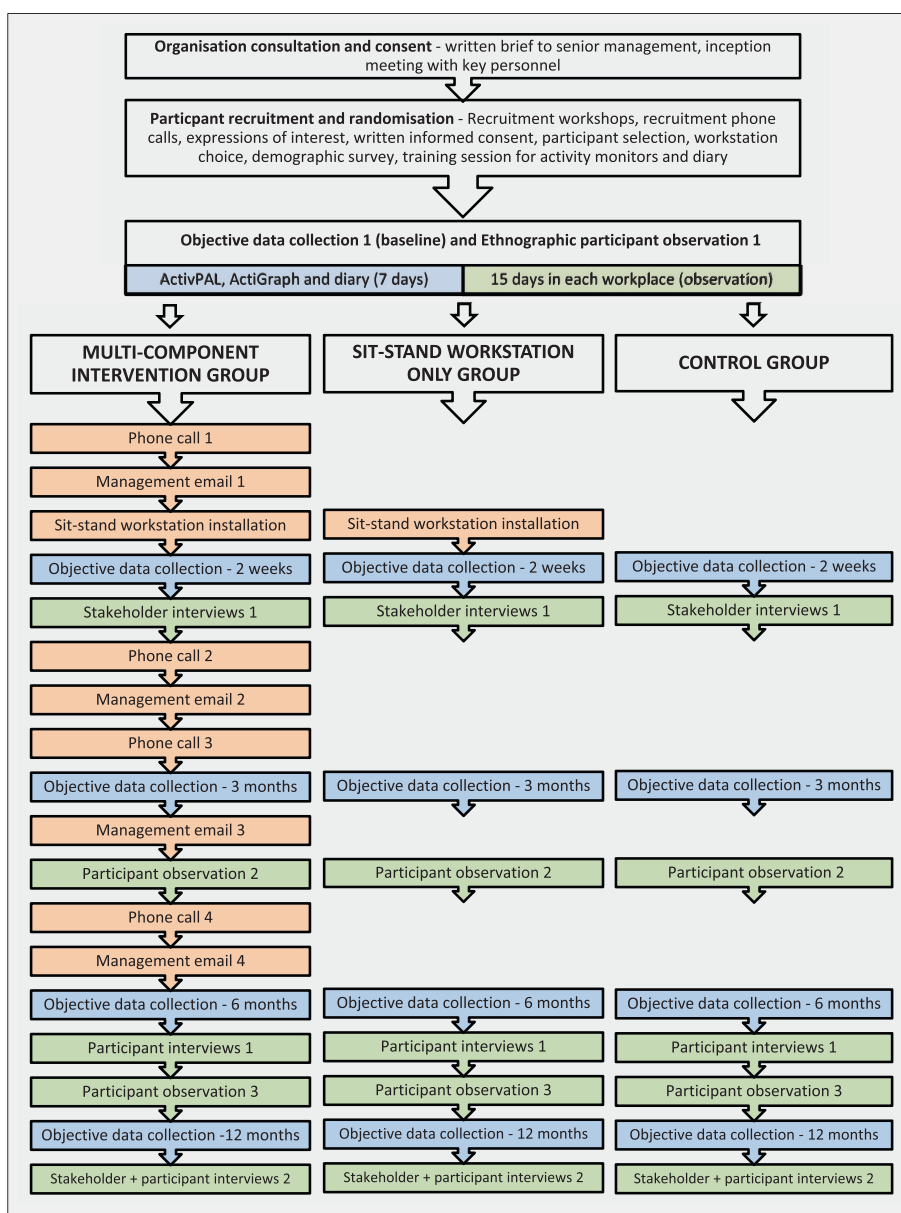 Organisation consultation and consent - written brief to senior management, inception
meeting with key personnel
Particpant recruitment and randomisation - Recruitment workshops, recruitment phone
calls, expressions of interest, written informed consent, participant selection, workstation
choice, demographic survey, training session for activity monitors and diary
Objective data collection 1 (baseline) and Ethnographic participant observation 1
ActivPAL, ActiGraph and diary (7 days)
15 days in each workplace (observation)
MULTI-COMPONENT
INTERVENTION GROUP
Phone call 1
Management email 1
Sit-stand workstation installation
Objective data collection - 2 weeks
Stakeholder interviews 1
Phone call 2
Management email 2
Phone call 3
Objective data collection - 3 months
Management email 3
Participant observation 2
Phone call 4
Management email 4
Objective data collection - 6 months
Participant interviews 1
Participant observation 3
Objective data collection -12 months
Stakeholder + participant interviews 2
SIT-STAND WORKSTATION
ONLY GROUP
Sit-stand workstation installation
Objective data collection - 2 weeks
Stakeholder interviews 1
Objective data collection - 3 months
Participant observation 2
Objective data collection - 6 months
Participant interviews 1
Participant observation 3
Objective data collection - 12 months
Stakeholder + participant interviews 2
CONTROL GROUP
Objective data collection - 2 weeks
Stakeholder interviews 1
Objective data collection - 3 months
Participant observation 2
Objective data collection - 6 months
Participant interviews 1
Participant observation 3
Objective data collection - 12 months
Stakeholder + participant interviews 2